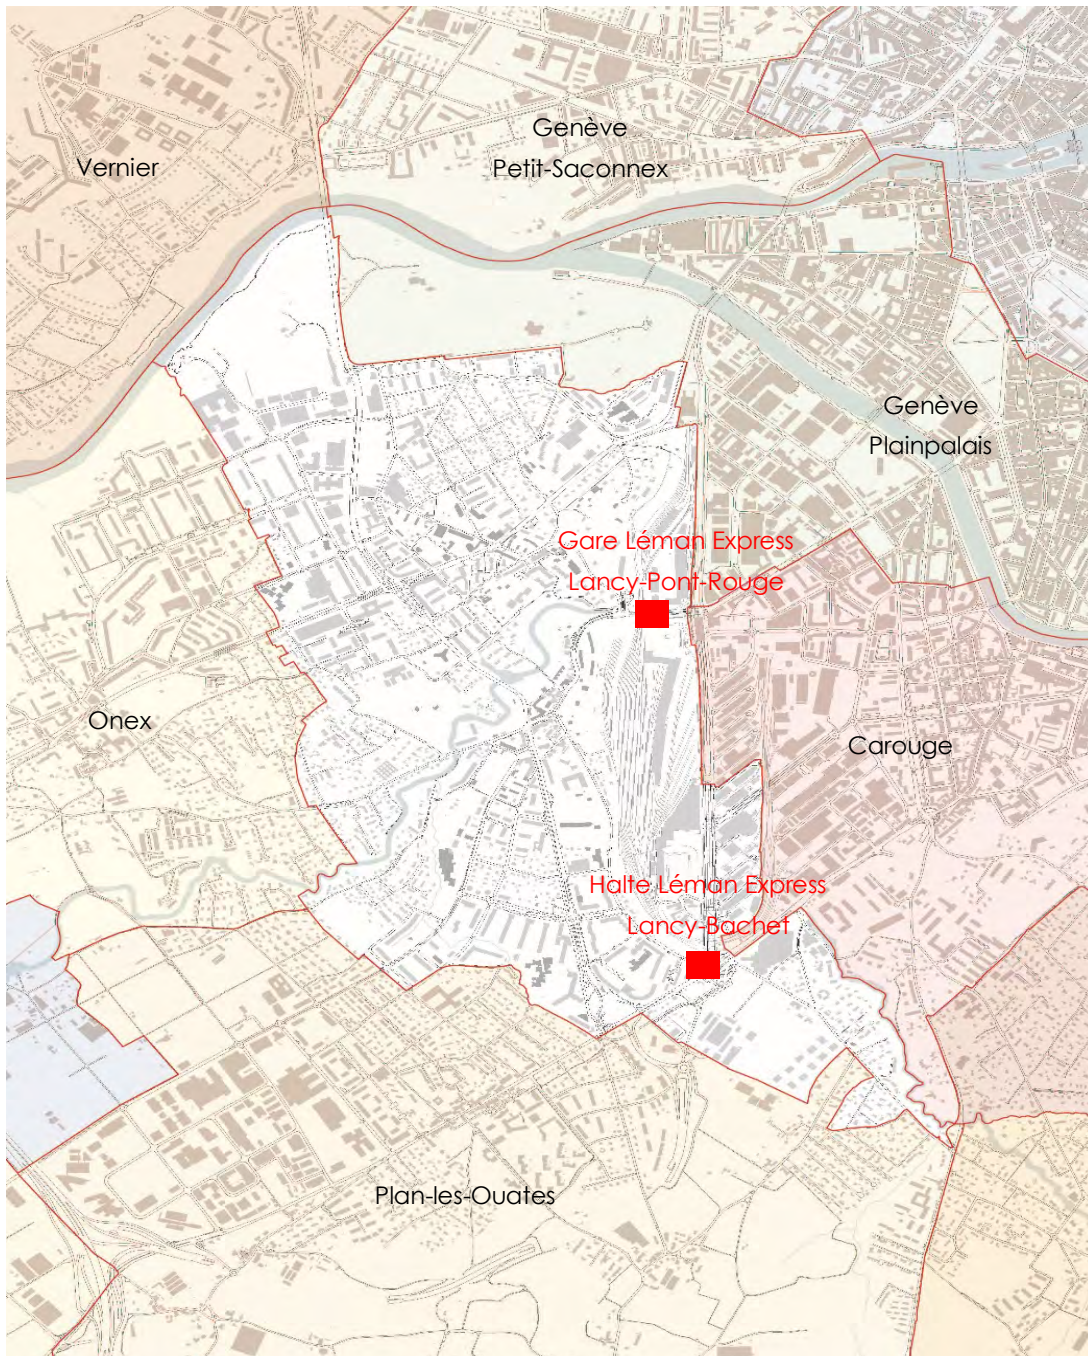 Genève
Petit-Saconnex
Vernier
Genève
Plainpalais
Gare Léman Express
Lancy-Pont-Rouge
Onex
Carouge
Halte Léman Express
Lancy-Bachet
Plan-les-Ouates